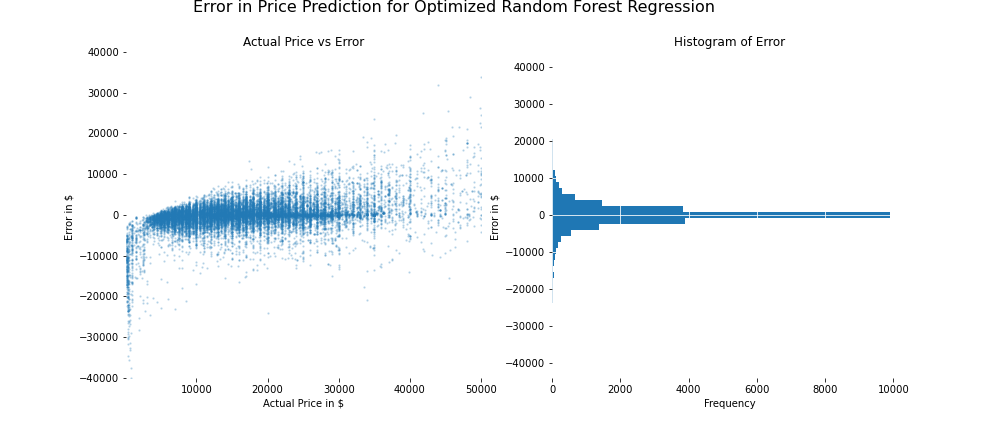 Error in Price Prediction for Optimized Random Forest Regression
Actual Price vs Error
40000
30000
20000
10000
0
−10000
−20000
−30000
−40000
Error in $
10000 20000 30000 40000 50000
Actual Price in $
Histogram of Error
40000
30000
20000
10000
0
−10000
−20000
−30000
−40000
Error in $
0 2000 4000 6000 8000 10000
Frequency